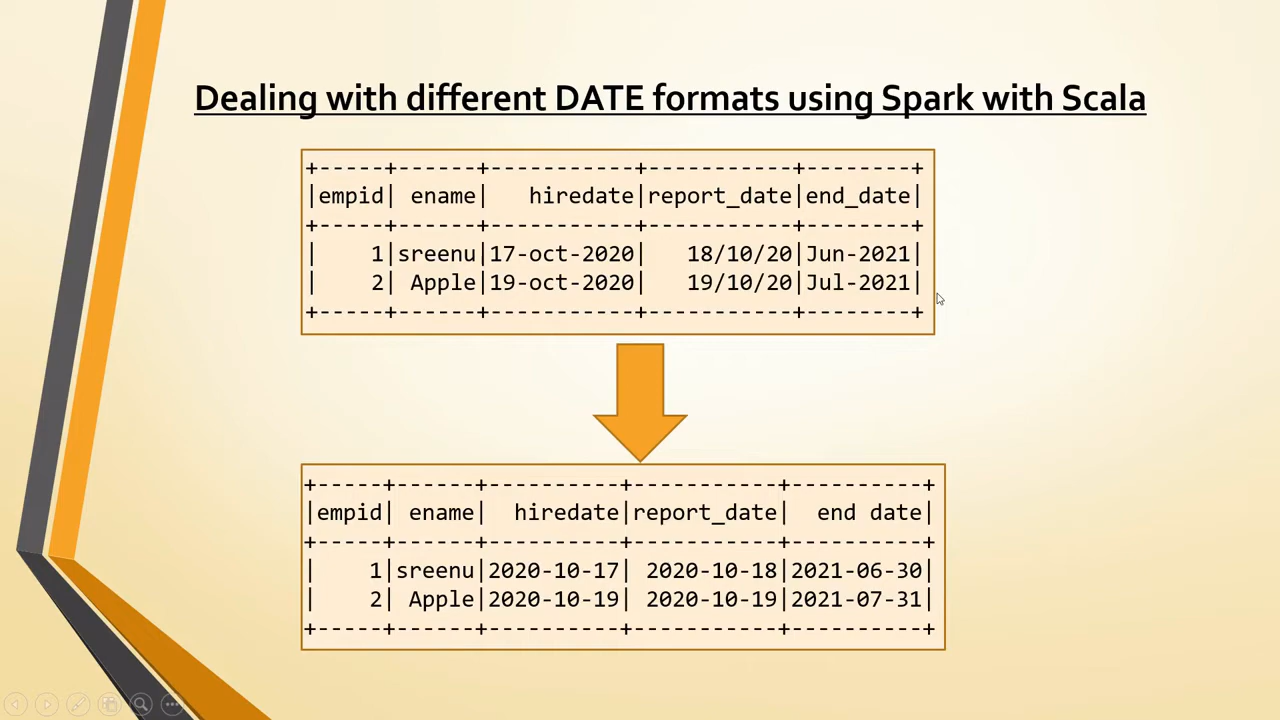 Dealing with different DATE formats using Spark with Scala
+-----+------+-----------+-----------+--------+
|empid| ename|   hiredate|report_date|end_date|
+-----+------+-----------+-----------+--------+
|    1|sreenu|17-oct-2020|   18/10/20|Jun-2021|
|    2| Apple|19-oct-2020|   19/10/20|Jul-2021|
+-----+------+-----------+-----------+--------+
+-----+------+----------+-----------+----------+
|empid| ename|  hiredate|report_date|  end date|
+-----+------+----------+-----------+----------+
|    1|sreenu|2020-10-17| 2020-10-18|2021-06-30|
|    2| Apple|2020-10-19| 2020-10-19|2021-07-31|
+-----+------+----------+-----------+----------+